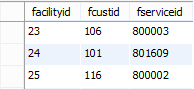 facilityid fcustid fserviceid
23 106 800003
24 101 801609
25 116 800002